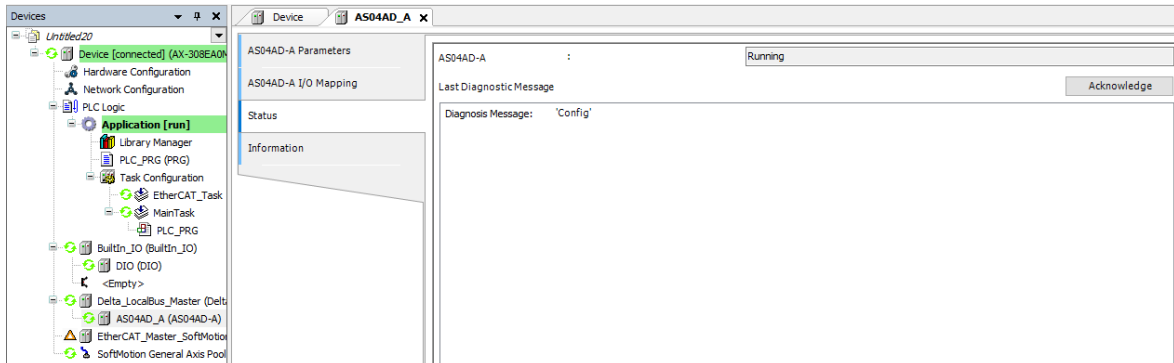 Devices
Untitled20
Device [connected] (AX-308EA0M
Hardware Configuration
Network Configuration
PLC Logic
Application [run]
Library Manager
PLC_PRG (PRG)
Task Configuration
EtherCAT_Task
MainTask
PLC_PRG
BuiltIn_IO (BuiltIn_IO)
DIO (DIO)
<Empty>
Delta_LocalBus_Master (Delt
AS04AD_A (AS04AD-A)
EtherCAT_Master_SoftMotion
SoftMotion General Axis Pool
Device
AS04AD_A
AS04AD-A Parameters
AS04AD-A I/O Mapping
Status
Information
AS04AD-A : Running
Last Diagnostic Message Acknowledge
Diagnosis Message: 'Config'